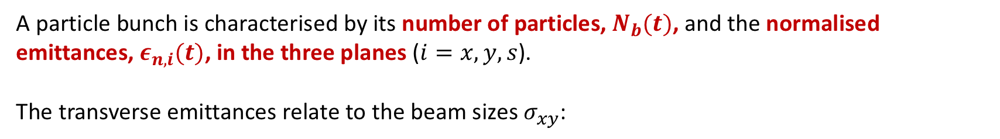 A particle bunch is characterised by its number of particles, N_b(t), and the normalised
emittances, ϵ_{n,i}(t), in the three planes (i = x, y, s).
The transverse emittances relate to the beam sizes σ_{xy}: